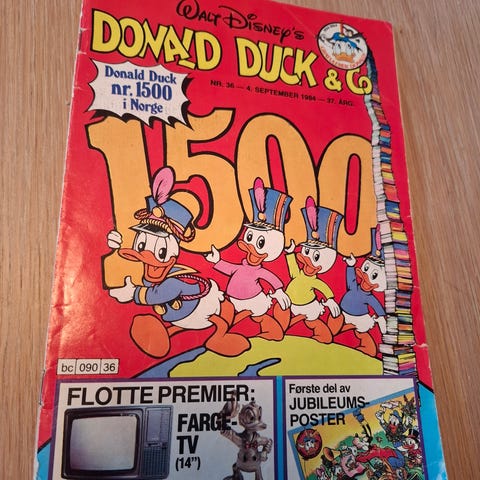 WALT DISNEY'S
DONALD DUCK & Co
Donald Duck
nr. 1500
i Norge
NR. 36 — 4. SEPTEMBER 1984 — 37. ÅRG.
1500
bc 090 36
FLOTTE PREMIER:
FARGE-
TV
(14")
Første del av
JUBILEUMS-
POSTER